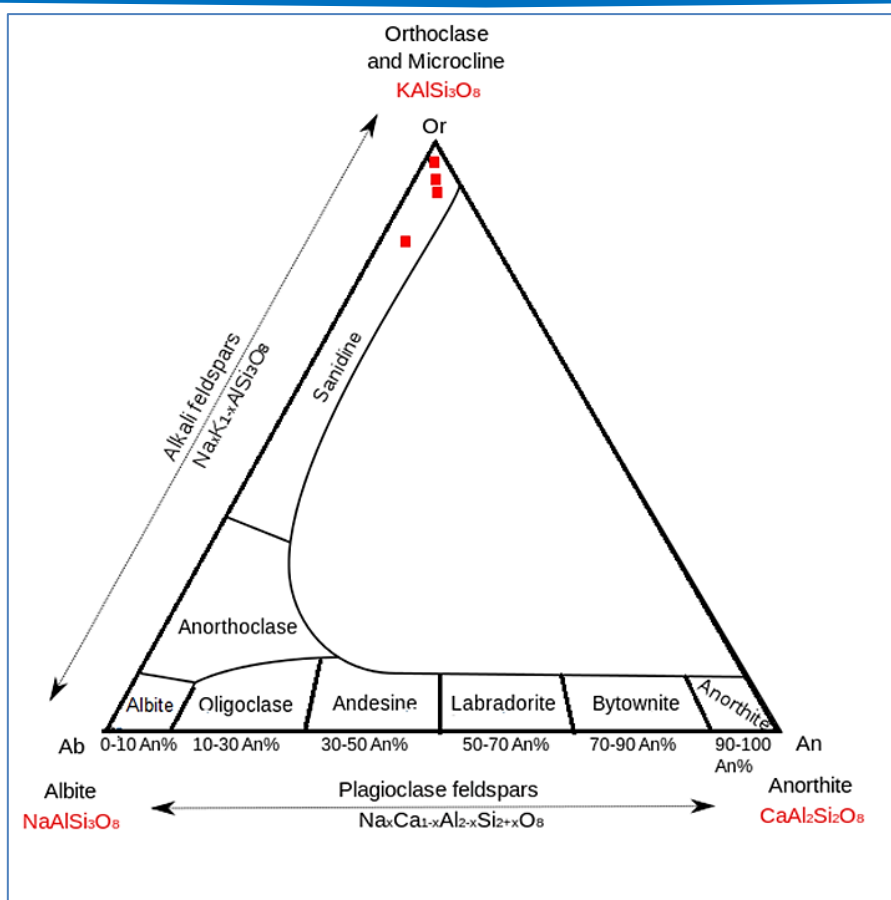 Orthoclase
and Microcline
KAlSi₃O₈
Or
Alkali feldspars
NaₓK₁₋ₓAlSi₃O₈
Sanidine
Anorthoclase
Albite
Oligoclase
Andesine
Labradorite
Bytownite
Anorthite
Ab
0-10 An%
10-30 An%
30-50 An%
50-70 An%
70-90 An%
90-100
An%
An
Albite
NaAlSi₃O₈
Plagioclase feldspars
NaₓCa₁₋ₓAl₂₋ₓSi₂₊ₓO₈
Anorthite
CaAl₂Si₂O₈